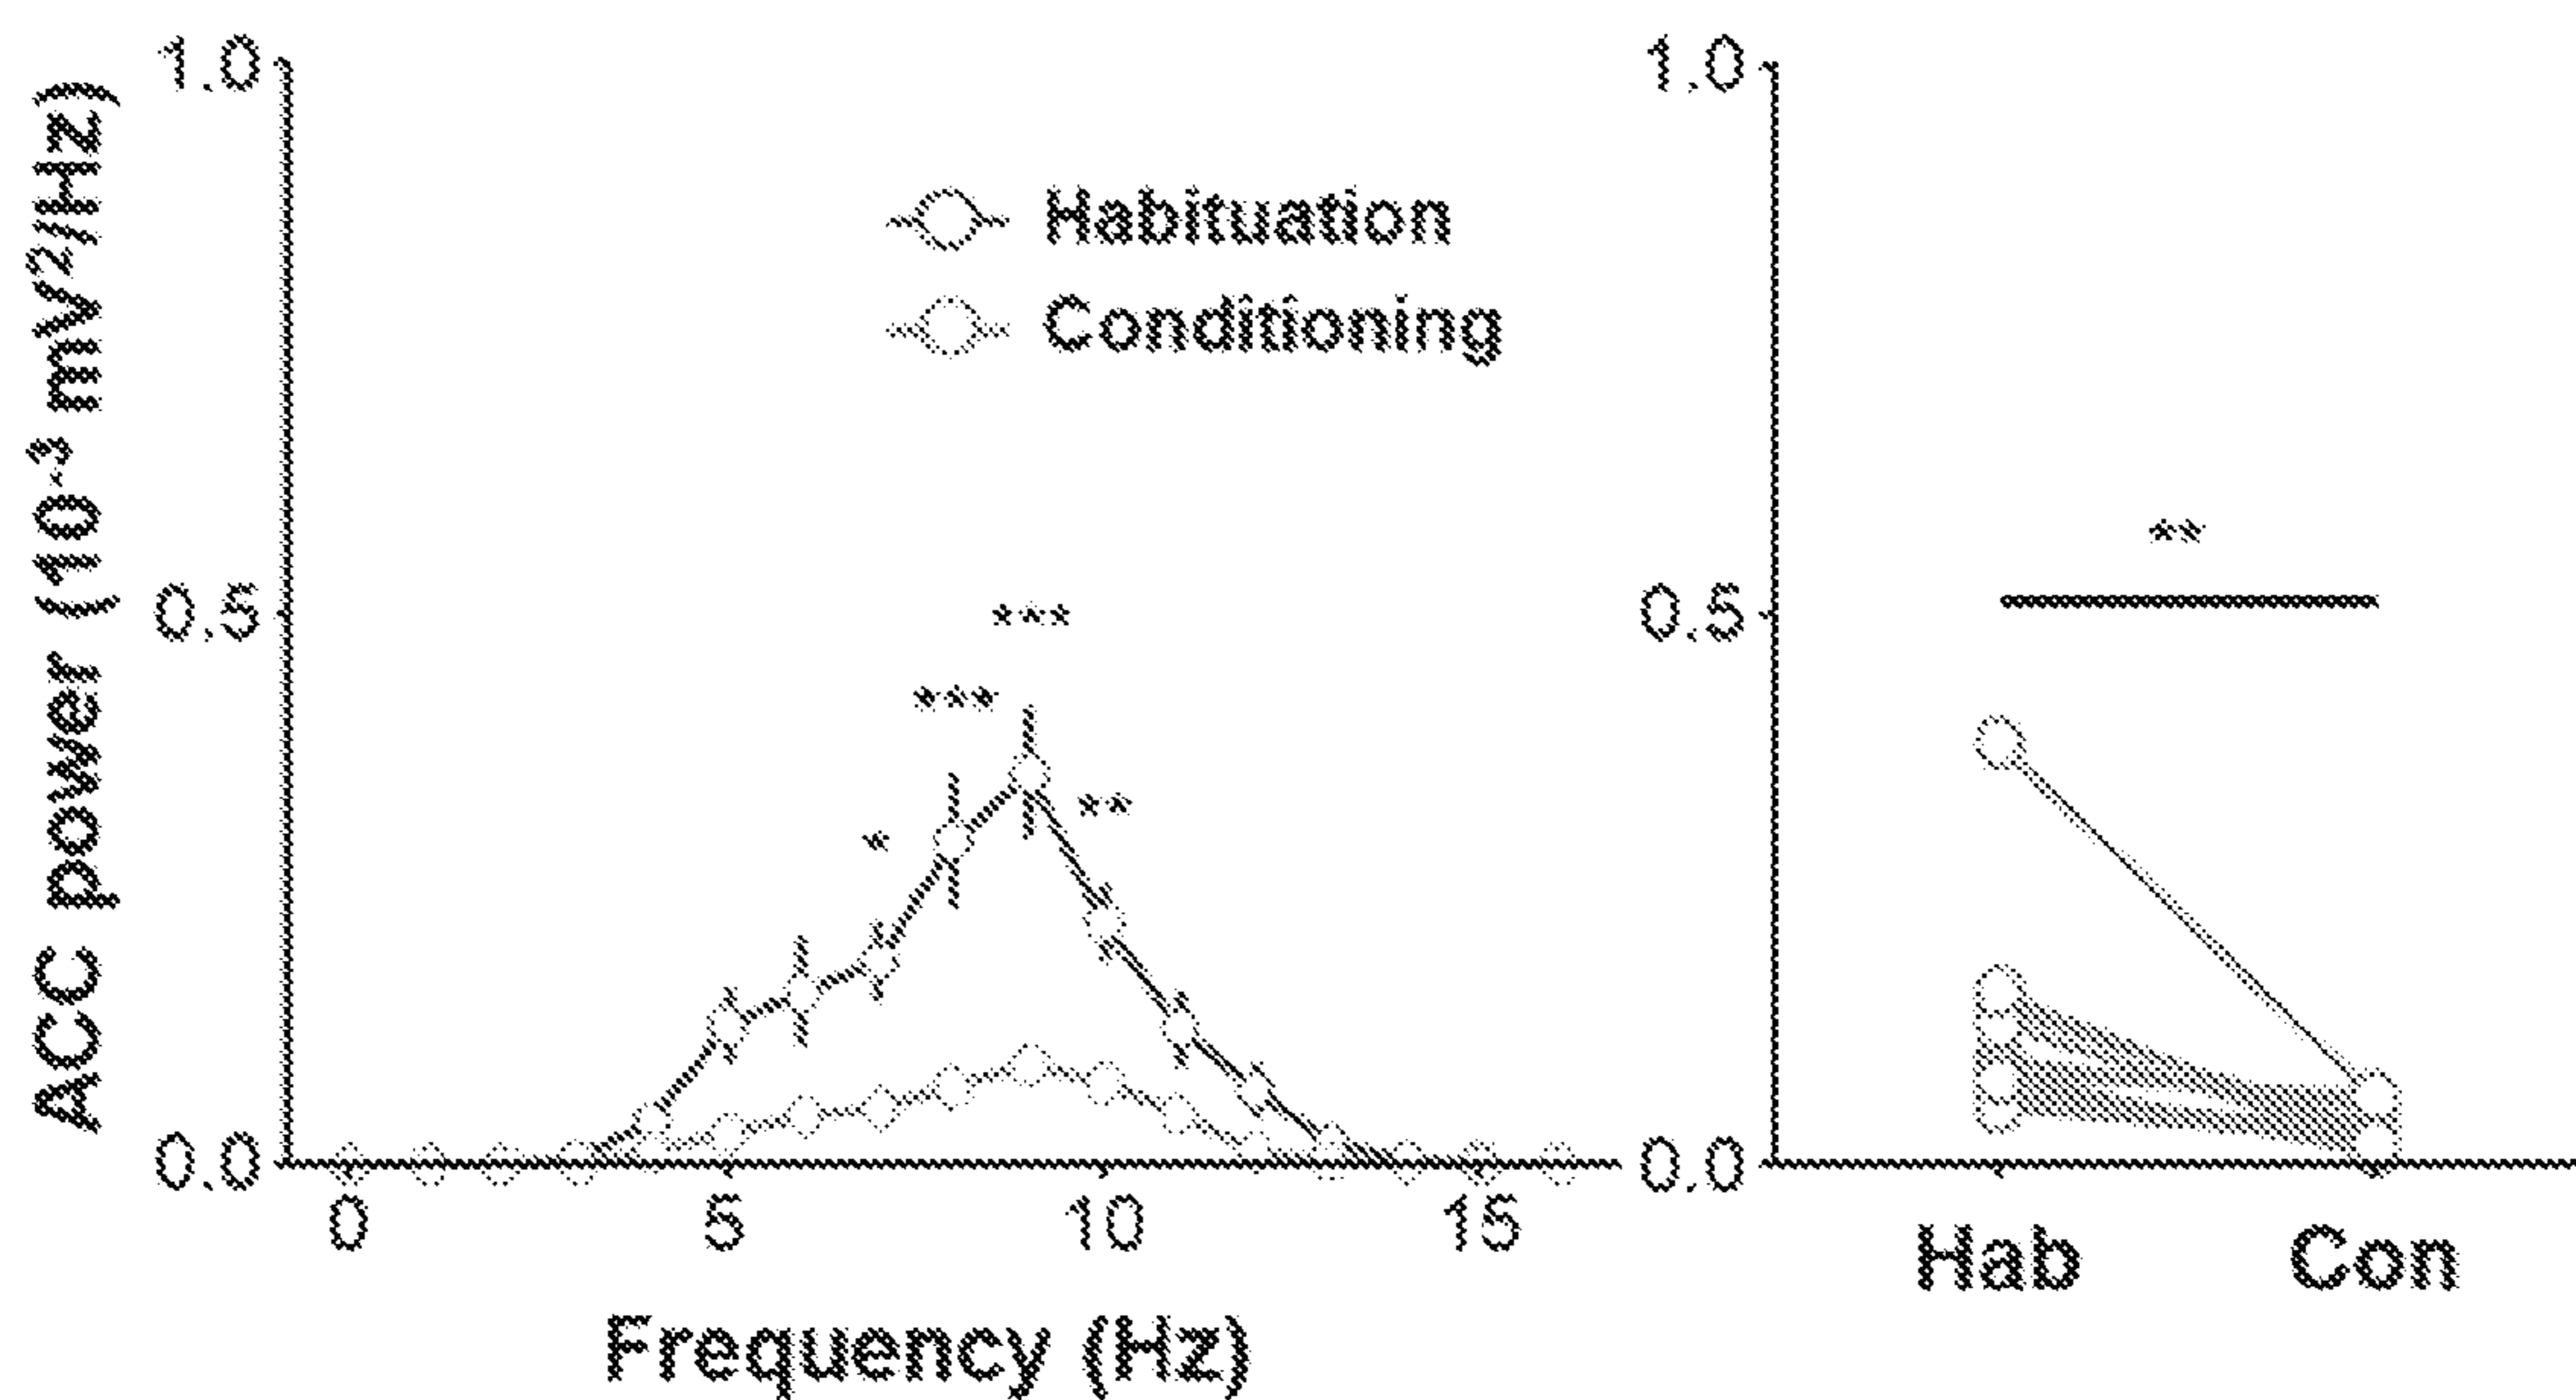 ACC power (10⁻³ mV²/Hz)
1.0
0.5
0.0
Habituation
Conditioning
***
***
*
**
0 5 10 15
Frequency (Hz)
1.0
0.5
0.0
**
Hab Con